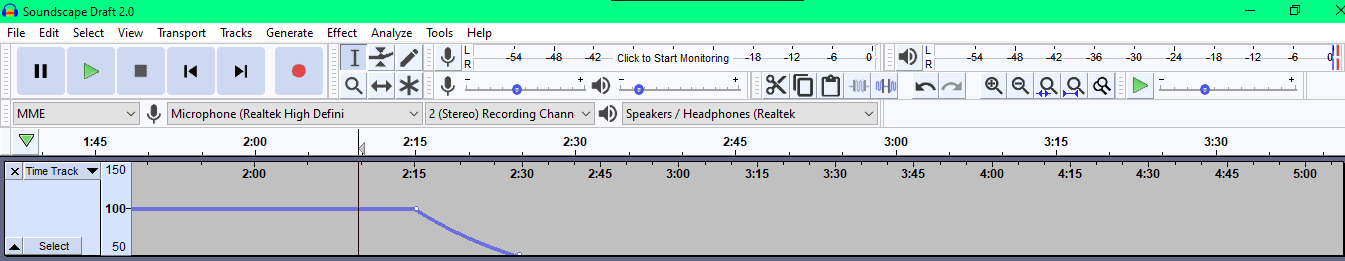 Soundscape Draft 2.0
File Edit Select View Transport Tracks Generate Effect Analyze Tools Help
L R -54 -48 -42 Click to Start Monitoring -18 -12 -6 0 L R -54 -48 -42 -36 -30 -24 -18 -12 -6 0
- + - + - +
MME Microphone (Realtek High Defini 2 (Stereo) Recording Chann Speakers / Headphones (Realtek
1:45 2:00 2:15 2:30 2:45 3:00 3:15 3:30
× Time Track 150 2:00 2:15 2:30 2:45 3:00 3:15 3:30 3:45 4:00 4:15 4:30 4:45 5:00
100
Select 50